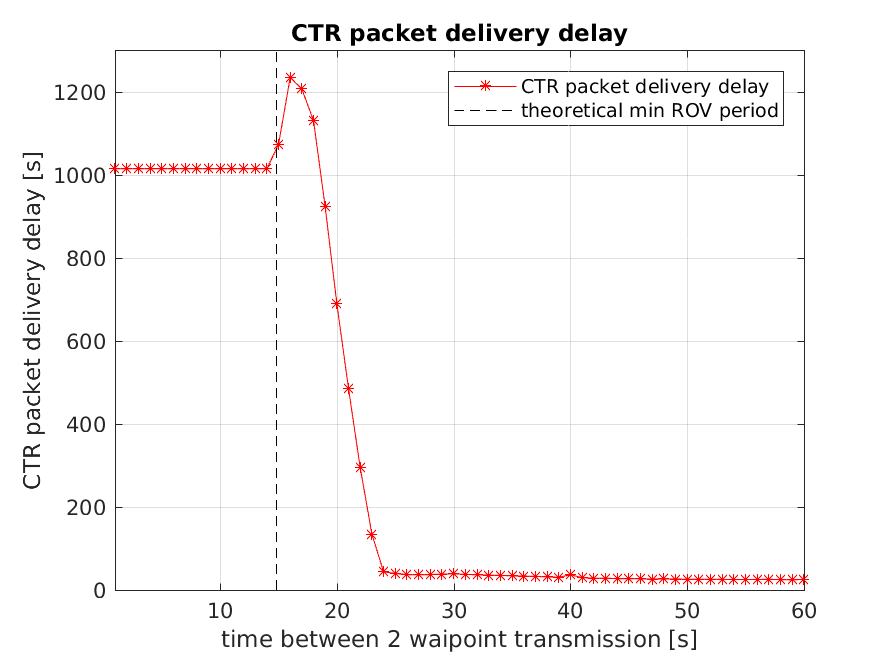 CTR packet delivery delay
CTR packet delivery delay
theoretical min ROV period
CTR packet delivery delay [s]
1200
1000
800
600
400
200
0
10 20 30 40 50 60
time between 2 waipoint transmission [s]